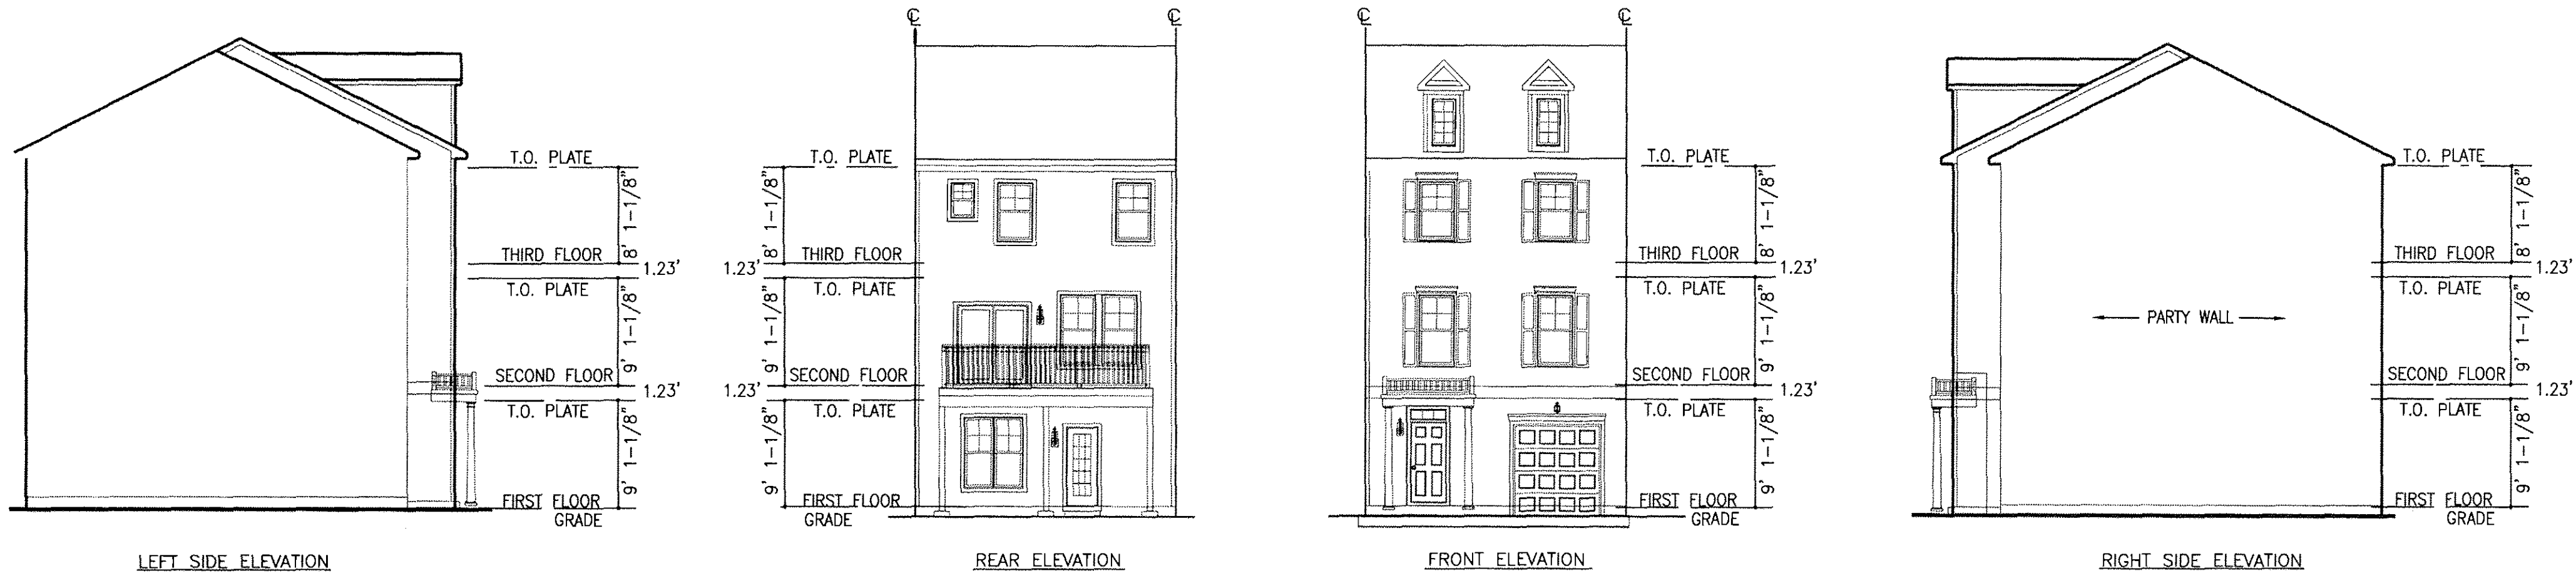 T.O. PLATE
8' 1-1/8"
THIRD FLOOR
1.23'
T.O. PLATE
9' 1-1/8"
SECOND FLOOR
1.23'
T.O. PLATE
9' 1-1/8"
FIRST FLOOR
GRADE
LEFT SIDE ELEVATION
℄ ℄
T.O. PLATE
8' 1-1/8"
THIRD FLOOR
1.23'
T.O. PLATE
9' 1-1/8"
SECOND FLOOR
1.23'
T.O. PLATE
9' 1-1/8"
FIRST FLOOR
GRADE
REAR ELEVATION
℄ ℄
T.O. PLATE
8' 1-1/8"
THIRD FLOOR
1.23'
T.O. PLATE
9' 1-1/8"
SECOND FLOOR
1.23'
T.O. PLATE
9' 1-1/8"
FIRST FLOOR
GRADE
FRONT ELEVATION
T.O. PLATE
8' 1-1/8"
THIRD FLOOR
1.23'
T.O. PLATE
PARTY WALL
9' 1-1/8"
SECOND FLOOR
1.23'
T.O. PLATE
9' 1-1/8"
FIRST FLOOR
GRADE
RIGHT SIDE ELEVATION